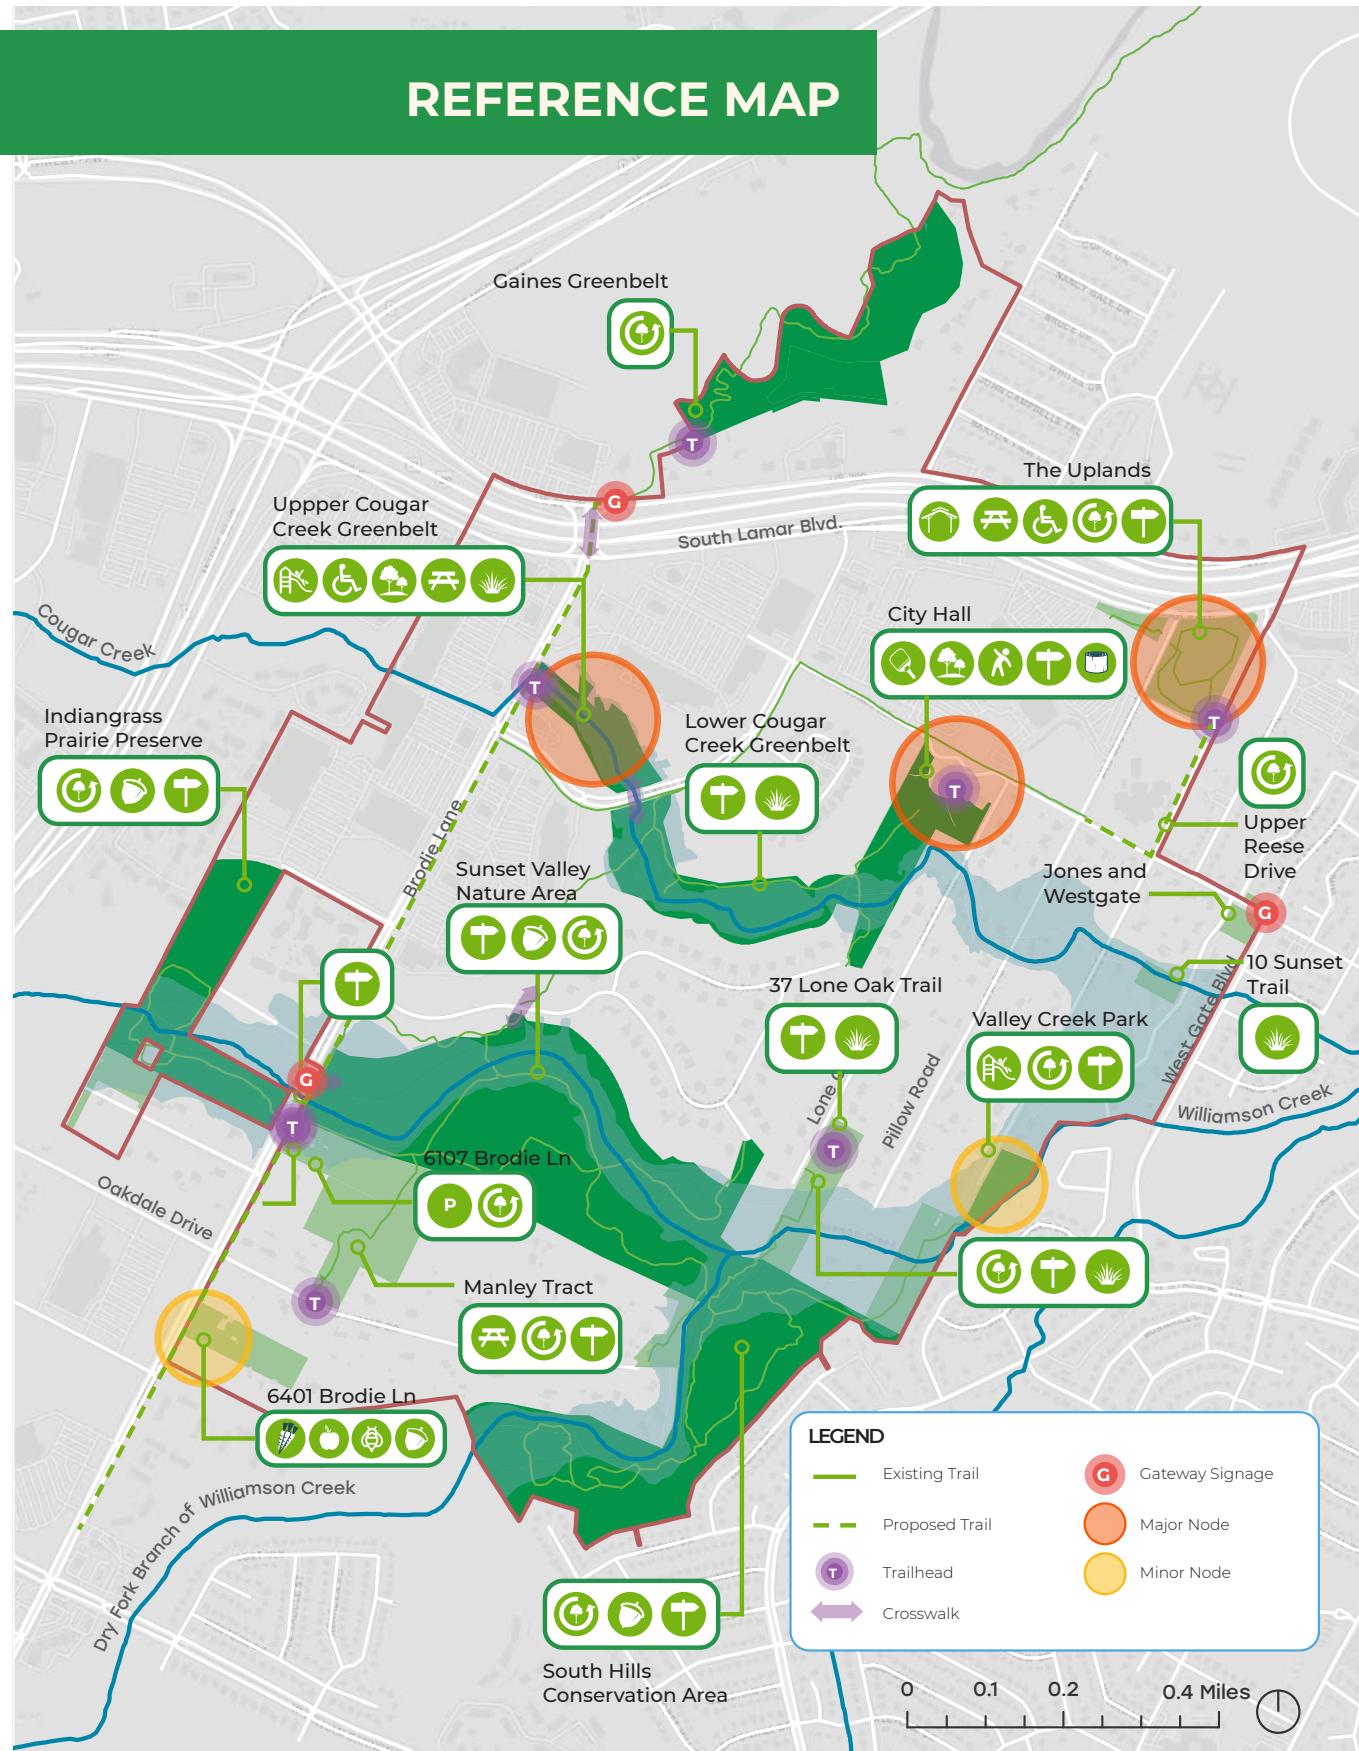 REFERENCE MAP
Gaines Greenbelt
T
G
The Uplands
Uppper Cougar
Creek Greenbelt
South Lamar Blvd.
Cougar Creek
City Hall
T
T
Indiangrass
Prairie Preserve
Lower Cougar
Creek Greenbelt
T
Brodie Lane
Upper
Reese
Drive
Sunset Valley
Nature Area
Jones and
Westgate
G
10 Sunset
Trail
37 Lone Oak Trail
Valley Creek Park
West Gate Blvd
Lone
Pillow Road
Williamson Creek
G
T
T
6107 Brodie Ln
P
Oakdale Drive
Manley Tract
T
6401 Brodie Ln
Dry Fork Branch of Williamson Creek
LEGEND
Existing Trail
G Gateway Signage
Proposed Trail
Major Node
T Trailhead
Minor Node
Crosswalk
South Hills
Conservation Area
0 0.1 0.2 0.4 Miles